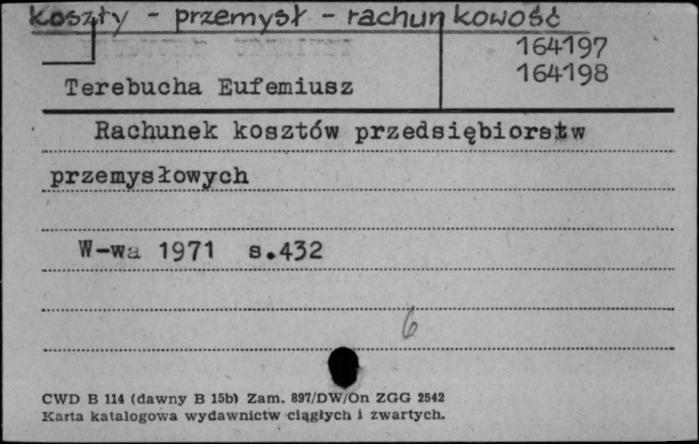 koszty - przemysł - rachunkowość
164197
164198
Terebucha Eufemiusz
Rachunek kosztów przedsiębiorstw
przemysłowych
W-wa 1971 s.432
6
CWD B 114 (dawny B 15b) Zam. 897/DW/On ZGG 2542
Karta katalogowa wydawnictw ciągłych i zwartych.